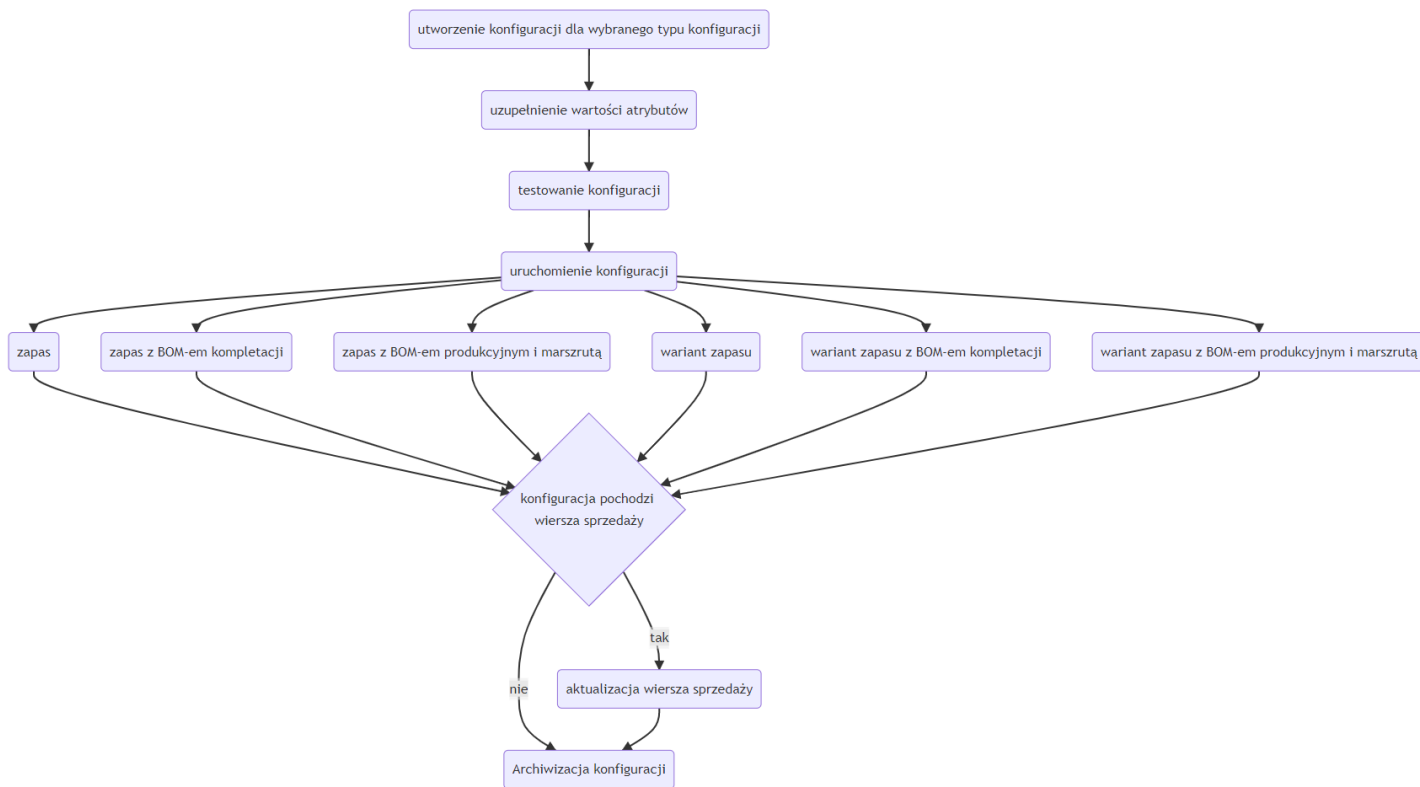 utworzenie konfiguracji dla wybranego typu konfiguracji
uzupełnienie wartości atrybutów
testowanie konfiguracji
uruchomienie konfiguracji
zapas
zapas z BOM-em kompletacji
zapas z BOM-em produkcyjnym i marszrutą
wariant zapasu
wariant zapasu z BOM-em kompletacji
wariant zapasu z BOM-em produkcyjnym i marszrutą
konfiguracja pochodzi
wiersza sprzedaży
tak
nie
aktualizacja wiersza sprzedaży
Archiwizacja konfiguracji